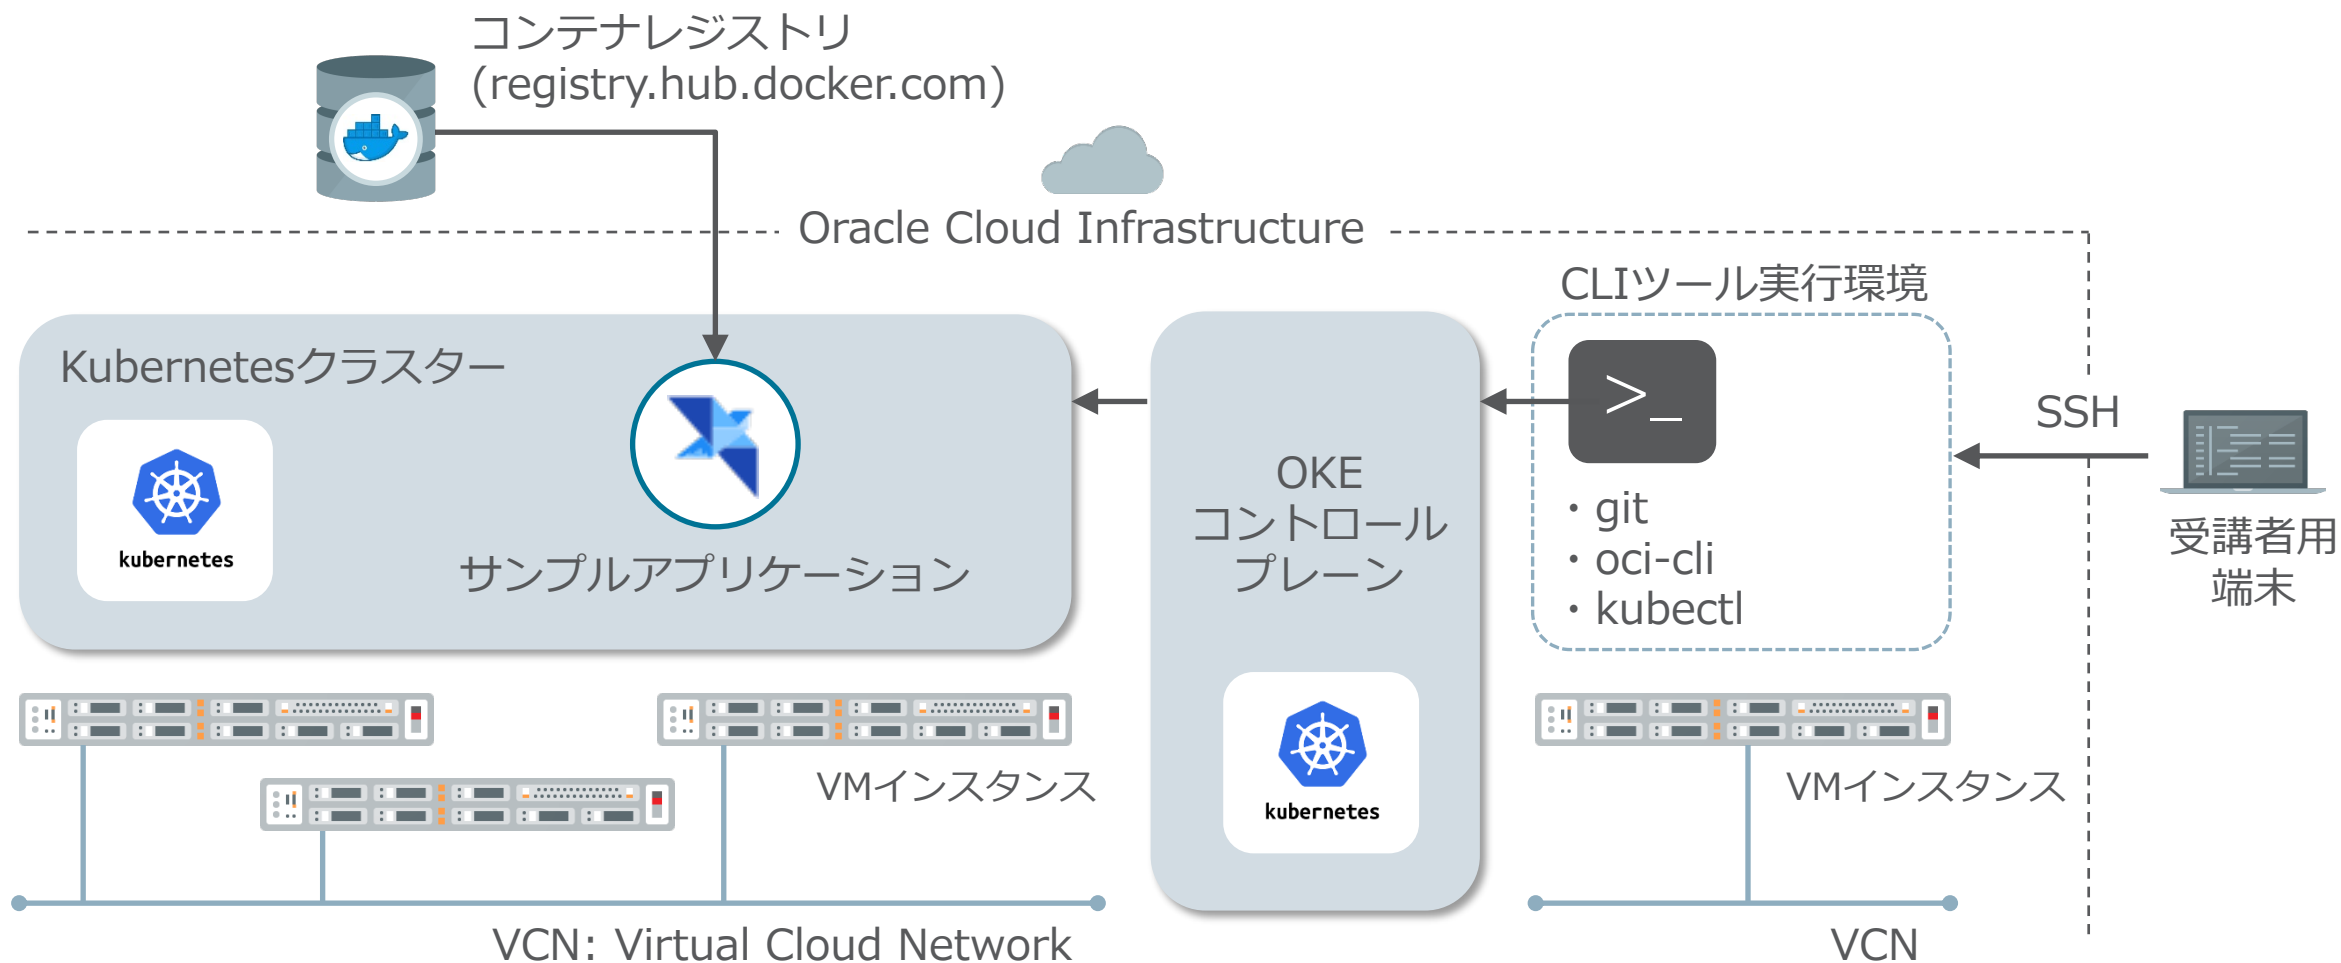 コンテナレジストリ
(registry.hub.docker.com)
Oracle Cloud Infrastructure
CLIツール実行環境
Kubernetesクラスター
kubernetes
サンプルアプリケーション
OKE
コントロール
プレーン
kubernetes
>_
・git
・oci-cli
・kubectl
SSH
受講者用
端末
VMインスタンス
VMインスタンス
VCN: Virtual Cloud Network
VCN